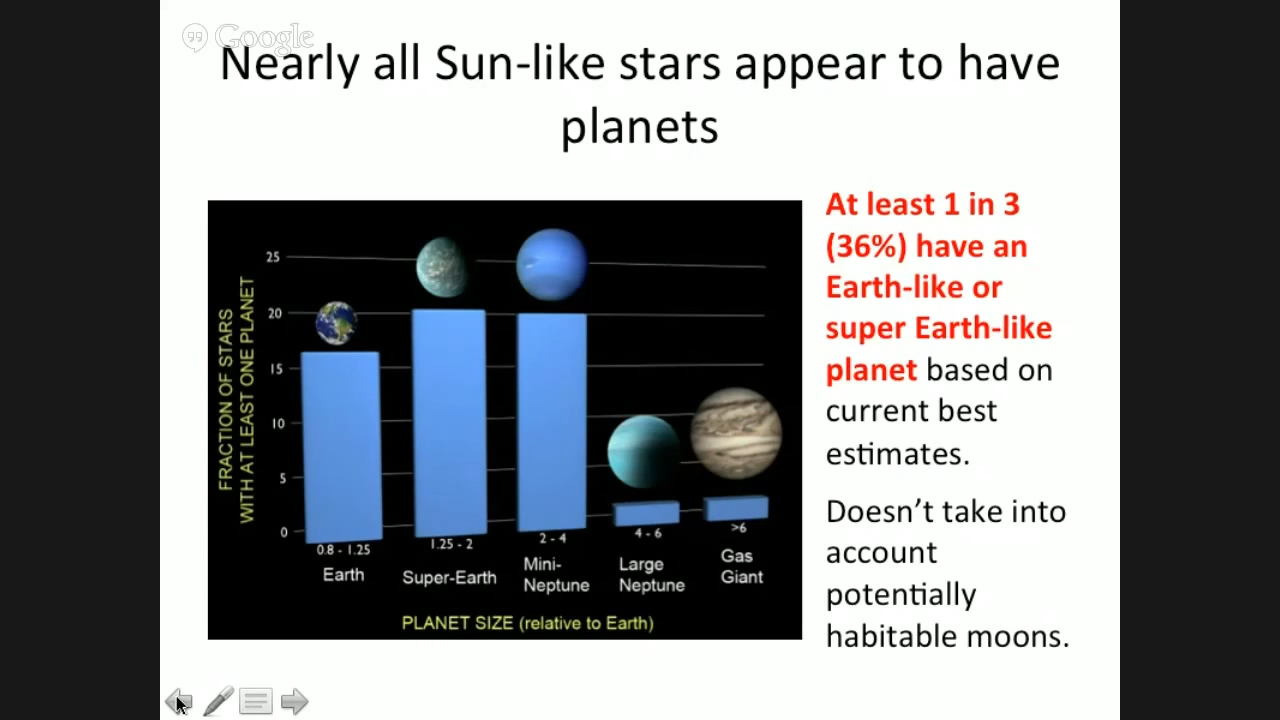 Google
Nearly all Sun-like stars appear to have
planets
25
20
15
10
5
0
FRACTION OF STARS
WITH AT LEAST ONE PLANET
0.8 - 1.25
Earth
1.25 - 2
Super-Earth
2 - 4
Mini-
Neptune
4 - 6
Large
Neptune
>6
Gas
Giant
PLANET SIZE (relative to Earth)
At least 1 in 3
(36%) have an
Earth-like or
super Earth-like
planet based on
current best
estimates.
Doesn't take into
account
potentially
habitable moons.